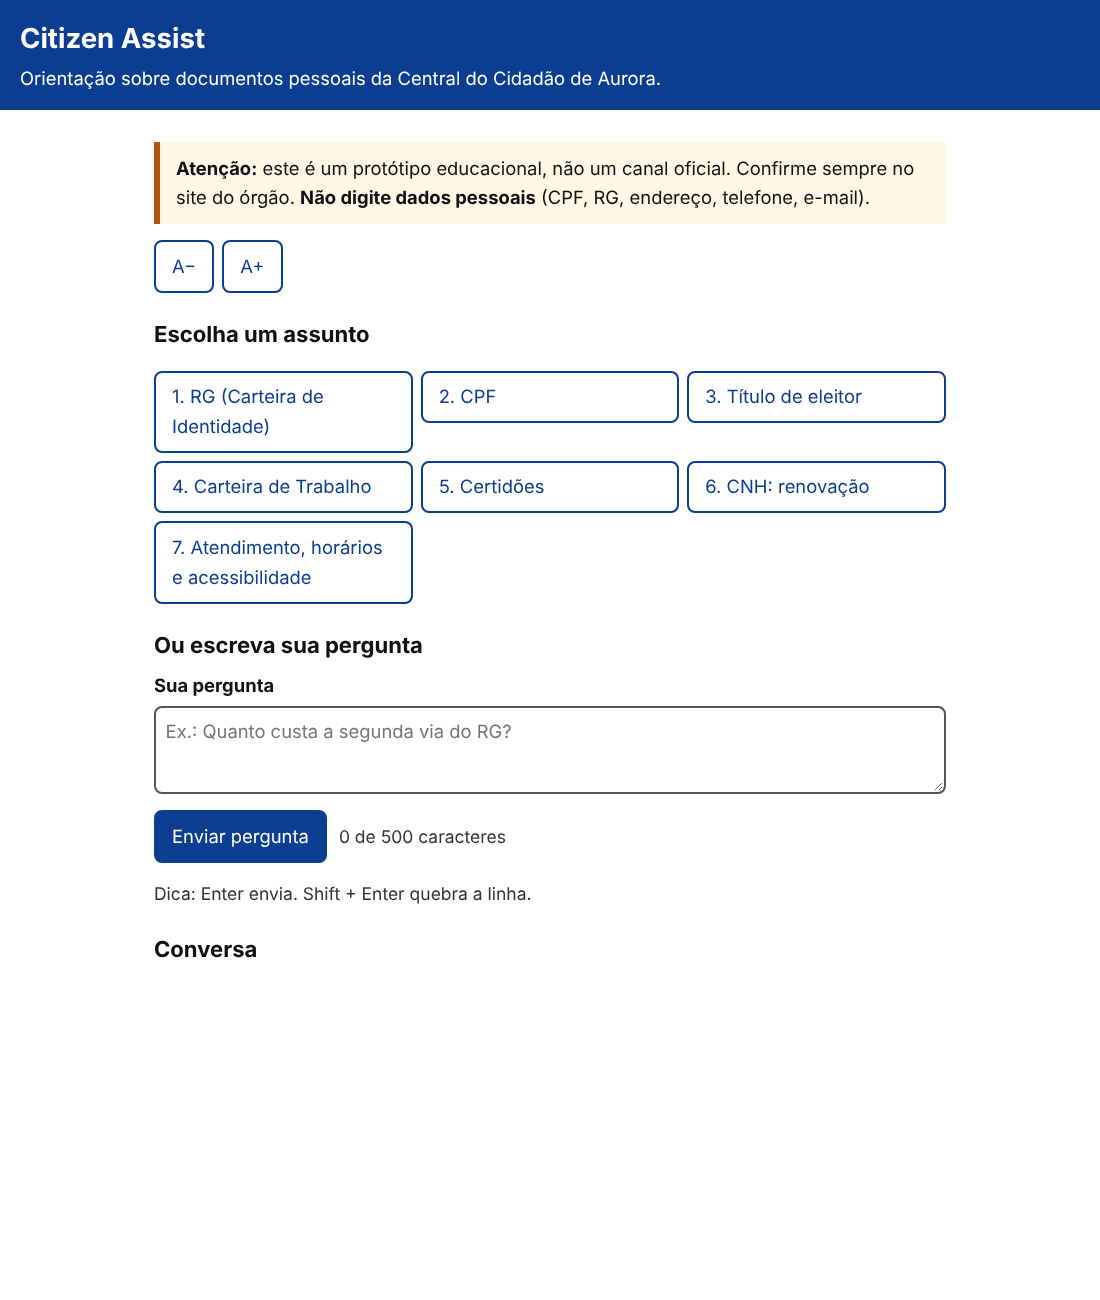 Citizen Assist
Orientação sobre documentos pessoais da Central do Cidadão de Aurora.
Atenção: este é um protótipo educacional, não um canal oficial. Confirme sempre no
site do órgão. Não digite dados pessoais (CPF, RG, endereço, telefone, e-mail).
A− A+
Escolha um assunto
1. RG (Carteira de
Identidade)
2. CPF
3. Título de eleitor
4. Carteira de Trabalho
5. Certidões
6. CNH: renovação
7. Atendimento, horários
e acessibilidade
Ou escreva sua pergunta
Sua pergunta
Ex.: Quanto custa a segunda via do RG?
Enviar pergunta
0 de 500 caracteres
Dica: Enter envia. Shift + Enter quebra a linha.
Conversa